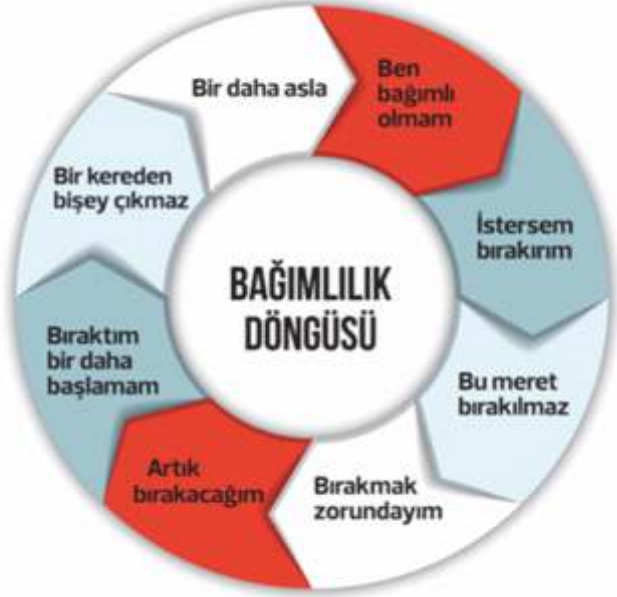 BAĞIMLILIK
DÖNGÜSÜ
Ben
bağımlı
olmam
İstersem
bırakırım
Bu meret
bırakılmaz
Bırakmak
zorundayım
Artık
bırakacağım
Bıraktım
bir daha
başlamam
Bir kereden
bişey çıkmaz
Bir daha asla